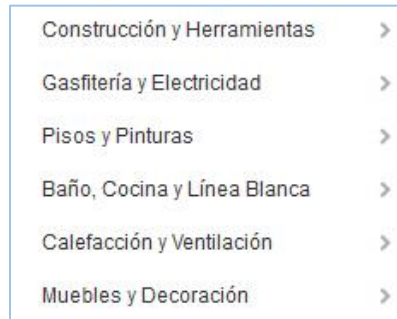 Construcción y Herramientas
Gasfitería y Electricidad
Pisos y Pinturas
Baño, Cocina y Línea Blanca
Calefacción y Ventilación
Muebles y Decoración